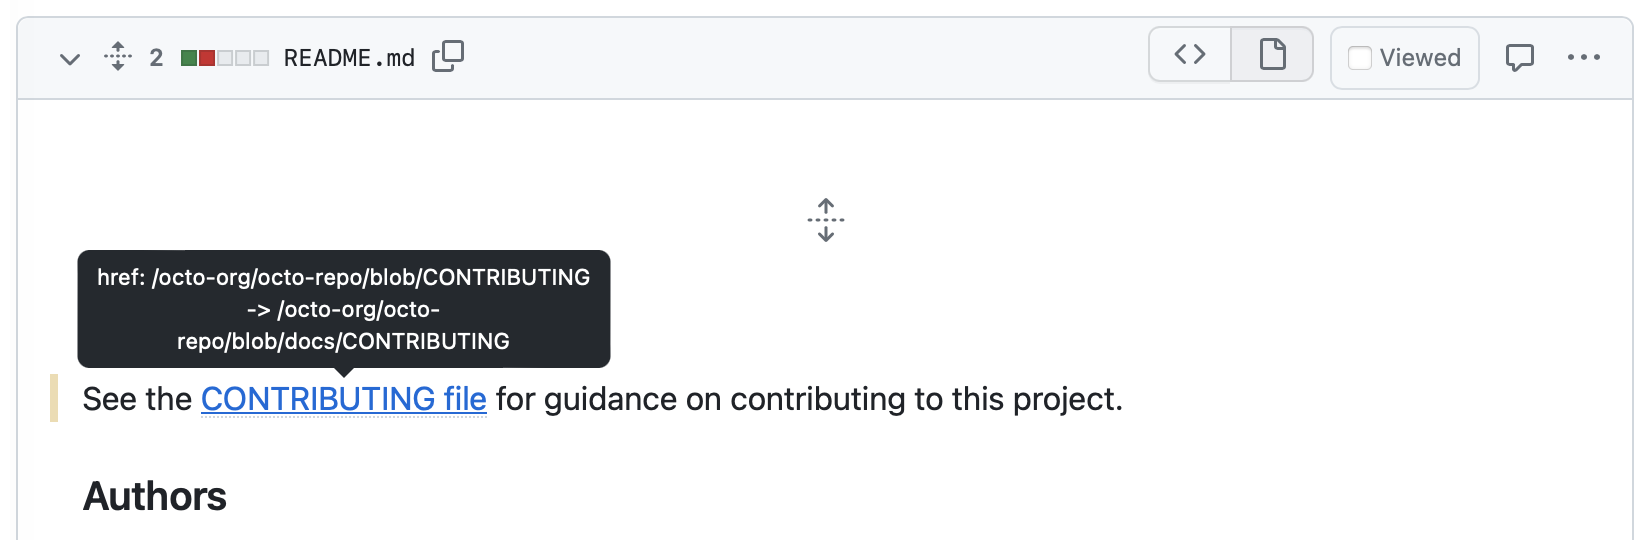 2 README.md Viewed
href: /octo-org/octo-repo/blob/CONTRIBUTING
-> /octo-org/octo-
repo/blob/docs/CONTRIBUTING
See the CONTRIBUTING file for guidance on contributing to this project.
Authors